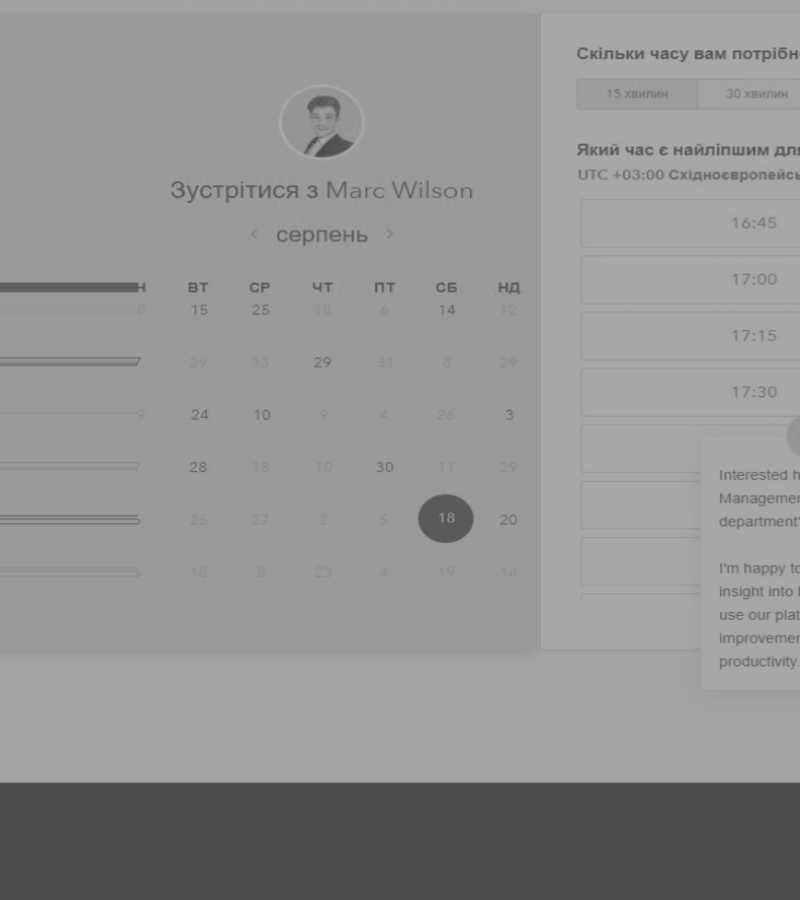 Зустрітися з Marc Wilson
серпень
Н ВТ СР ЧТ ПТ СБ НД
8 15 25 18 6 14 12
29 13 29 31 8 29
9 24 10 9 4 26 3
28 18 10 30 11 29
25 27 2 5 18 20
18 8 23 4 19 14
Скільки часу вам потрібн
15 хвилин 30 хвилин
Який час є найліпшим дл
UTC +03:00 Східноєвропейсь
16:45
17:00
17:15
17:30
Interested h
Managemen
department'
I'm happy to
insight into
use our plat
improvemen
productivity.